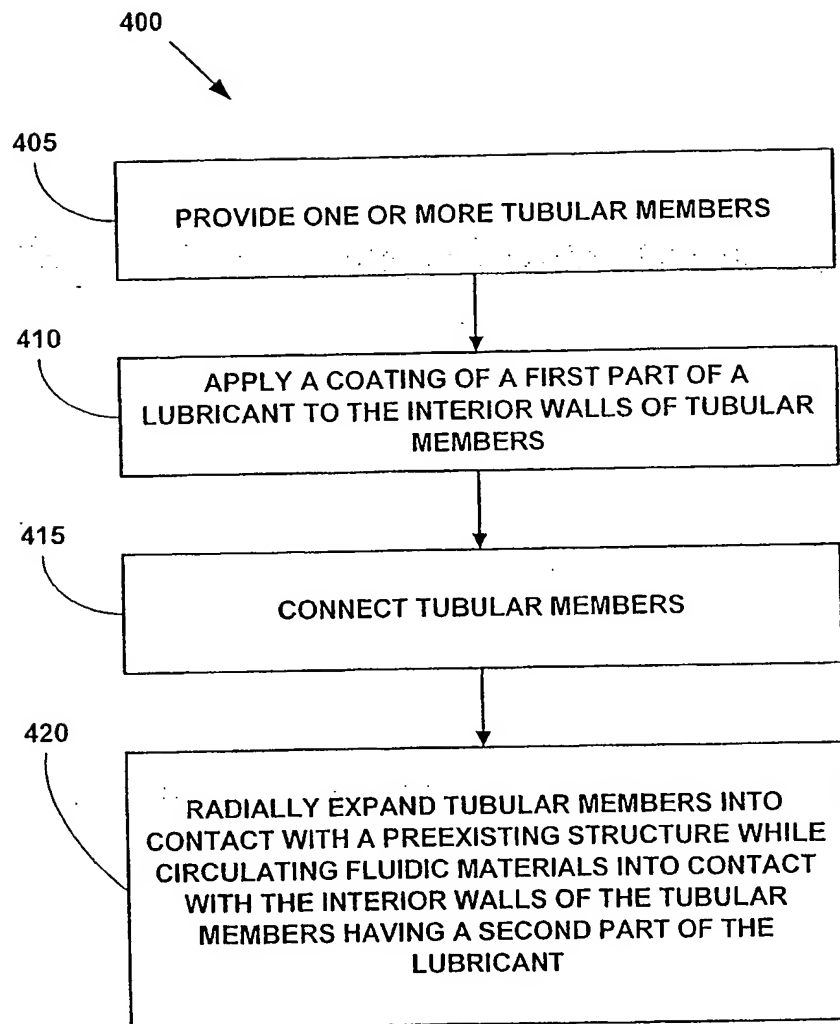 400
405
PROVIDE ONE OR MORE TUBULAR MEMBERS
410
APPLY A COATING OF A FIRST PART OF A
LUBRICANT TO THE INTERIOR WALLS OF TUBULAR
MEMBERS
415
CONNECT TUBULAR MEMBERS
420
RADIALLY EXPAND TUBULAR MEMBERS INTO
CONTACT WITH A PREEXISTING STRUCTURE WHILE
CIRCULATING FLUIDIC MATERIALS INTO CONTACT
WITH THE INTERIOR WALLS OF THE TUBULAR
MEMBERS HAVING A SECOND PART OF THE
LUBRICANT